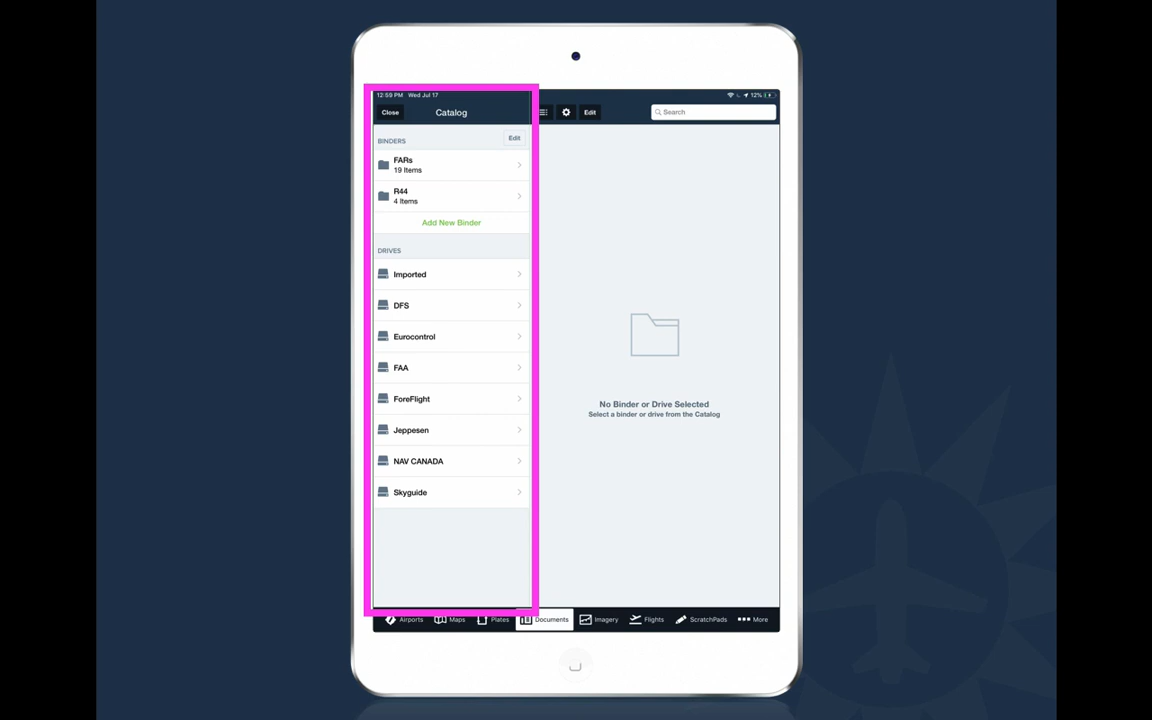 12:59 PM Wed Jul 17
12%
Close
Catalog
Edit
Search
BINDERS
Edit
FARs
19 Items
R44
4 Items
Add New Binder
DRIVES
Imported
DFS
Eurocontrol
FAA
ForeFlight
Jeppesen
NAV CANADA
Skyguide
No Binder or Drive Selected
Select a binder or drive from the Catalog
Airports
Maps
Plates
Documents
Imagery
Flights
ScratchPads
More